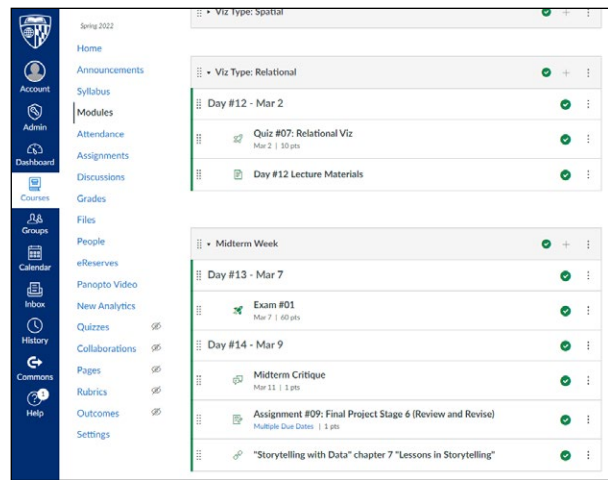 Account
Admin
Dashboard
Courses
Groups
Calendar
Inbox
History
Commons
1
Help
Spring 2022
Home
Announcements
Syllabus
Modules
Attendance
Assignments
Discussions
Grades
Files
People
eReserves
Panopto Video
New Analytics
Quizzes
Collaborations
Pages
Rubrics
Outcomes
Settings
Viz Type: Spatial
Viz Type: Relational
Day #12 - Mar 2
Quiz #07: Relational Viz
Mar 2 | 10 pts
Day #12 Lecture Materials
Midterm Week
Day #13 - Mar 7
Exam #01
Mar 7 | 60 pts
Day #14 - Mar 9
Midterm Critique
Mar 11 | 1 pts
Assignment #09: Final Project Stage 6 (Review and Revise)
Multiple Due Dates | 1 pts
"Storytelling with Data" chapter 7 "Lessons in Storytelling"